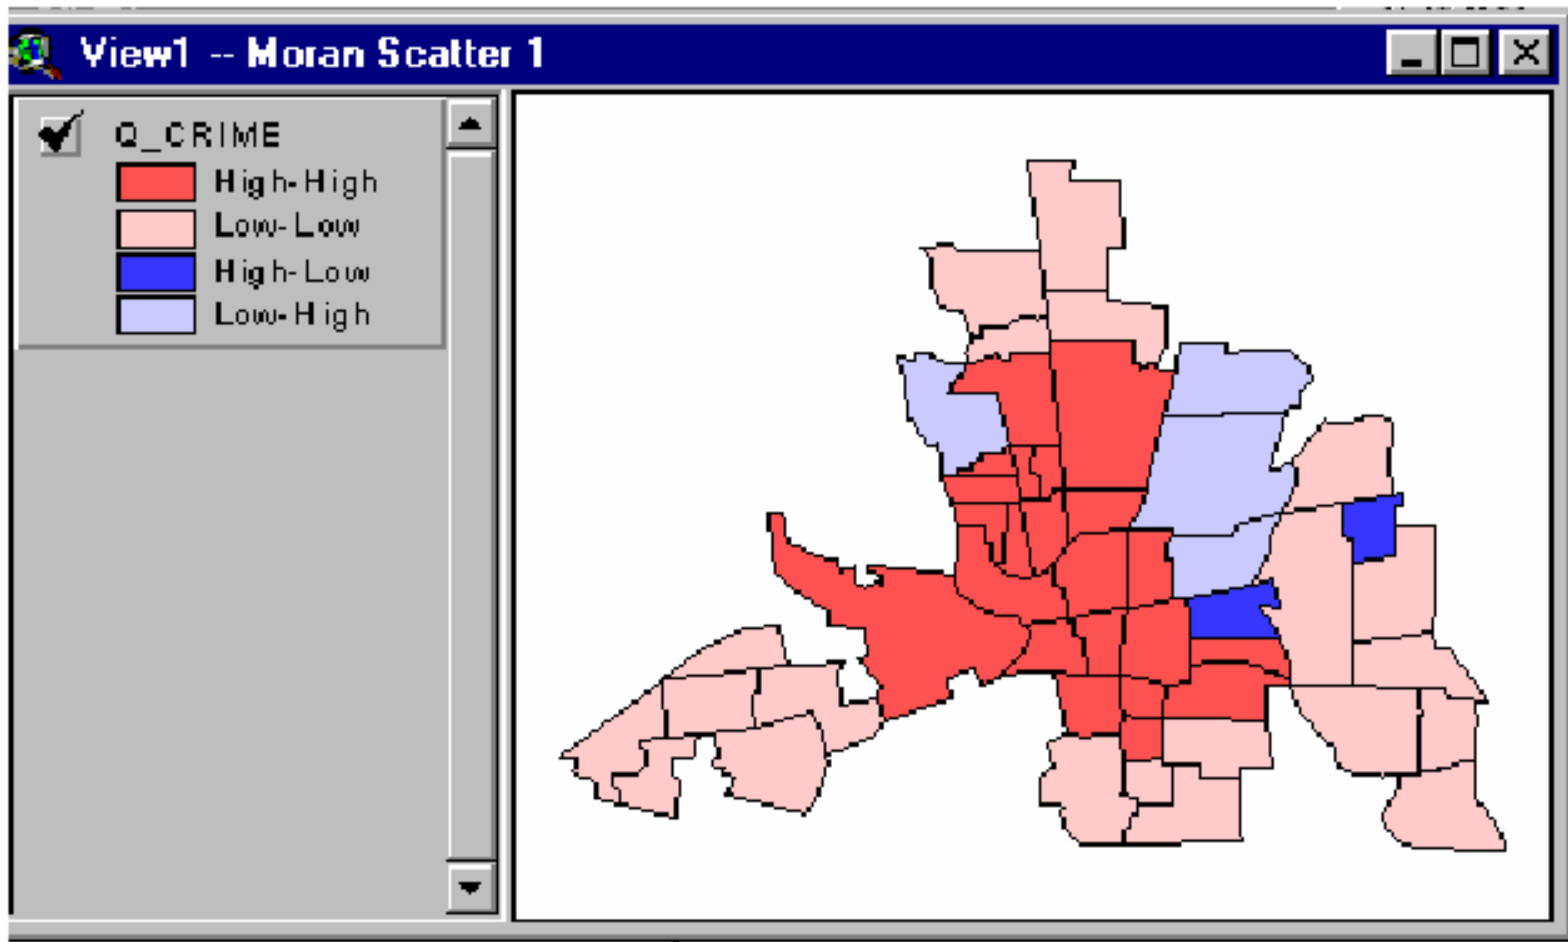 View1 -- Moran Scatter 1
Q_CRIME
High-High
Low-Low
High-Low
Low-High